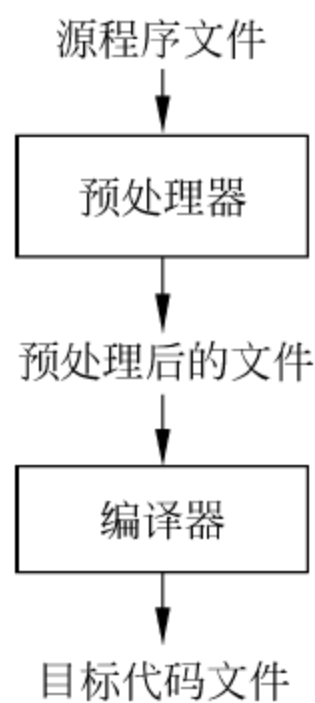 源程序文件
预处理器
预处理后的文件
编译器
目标代码文件